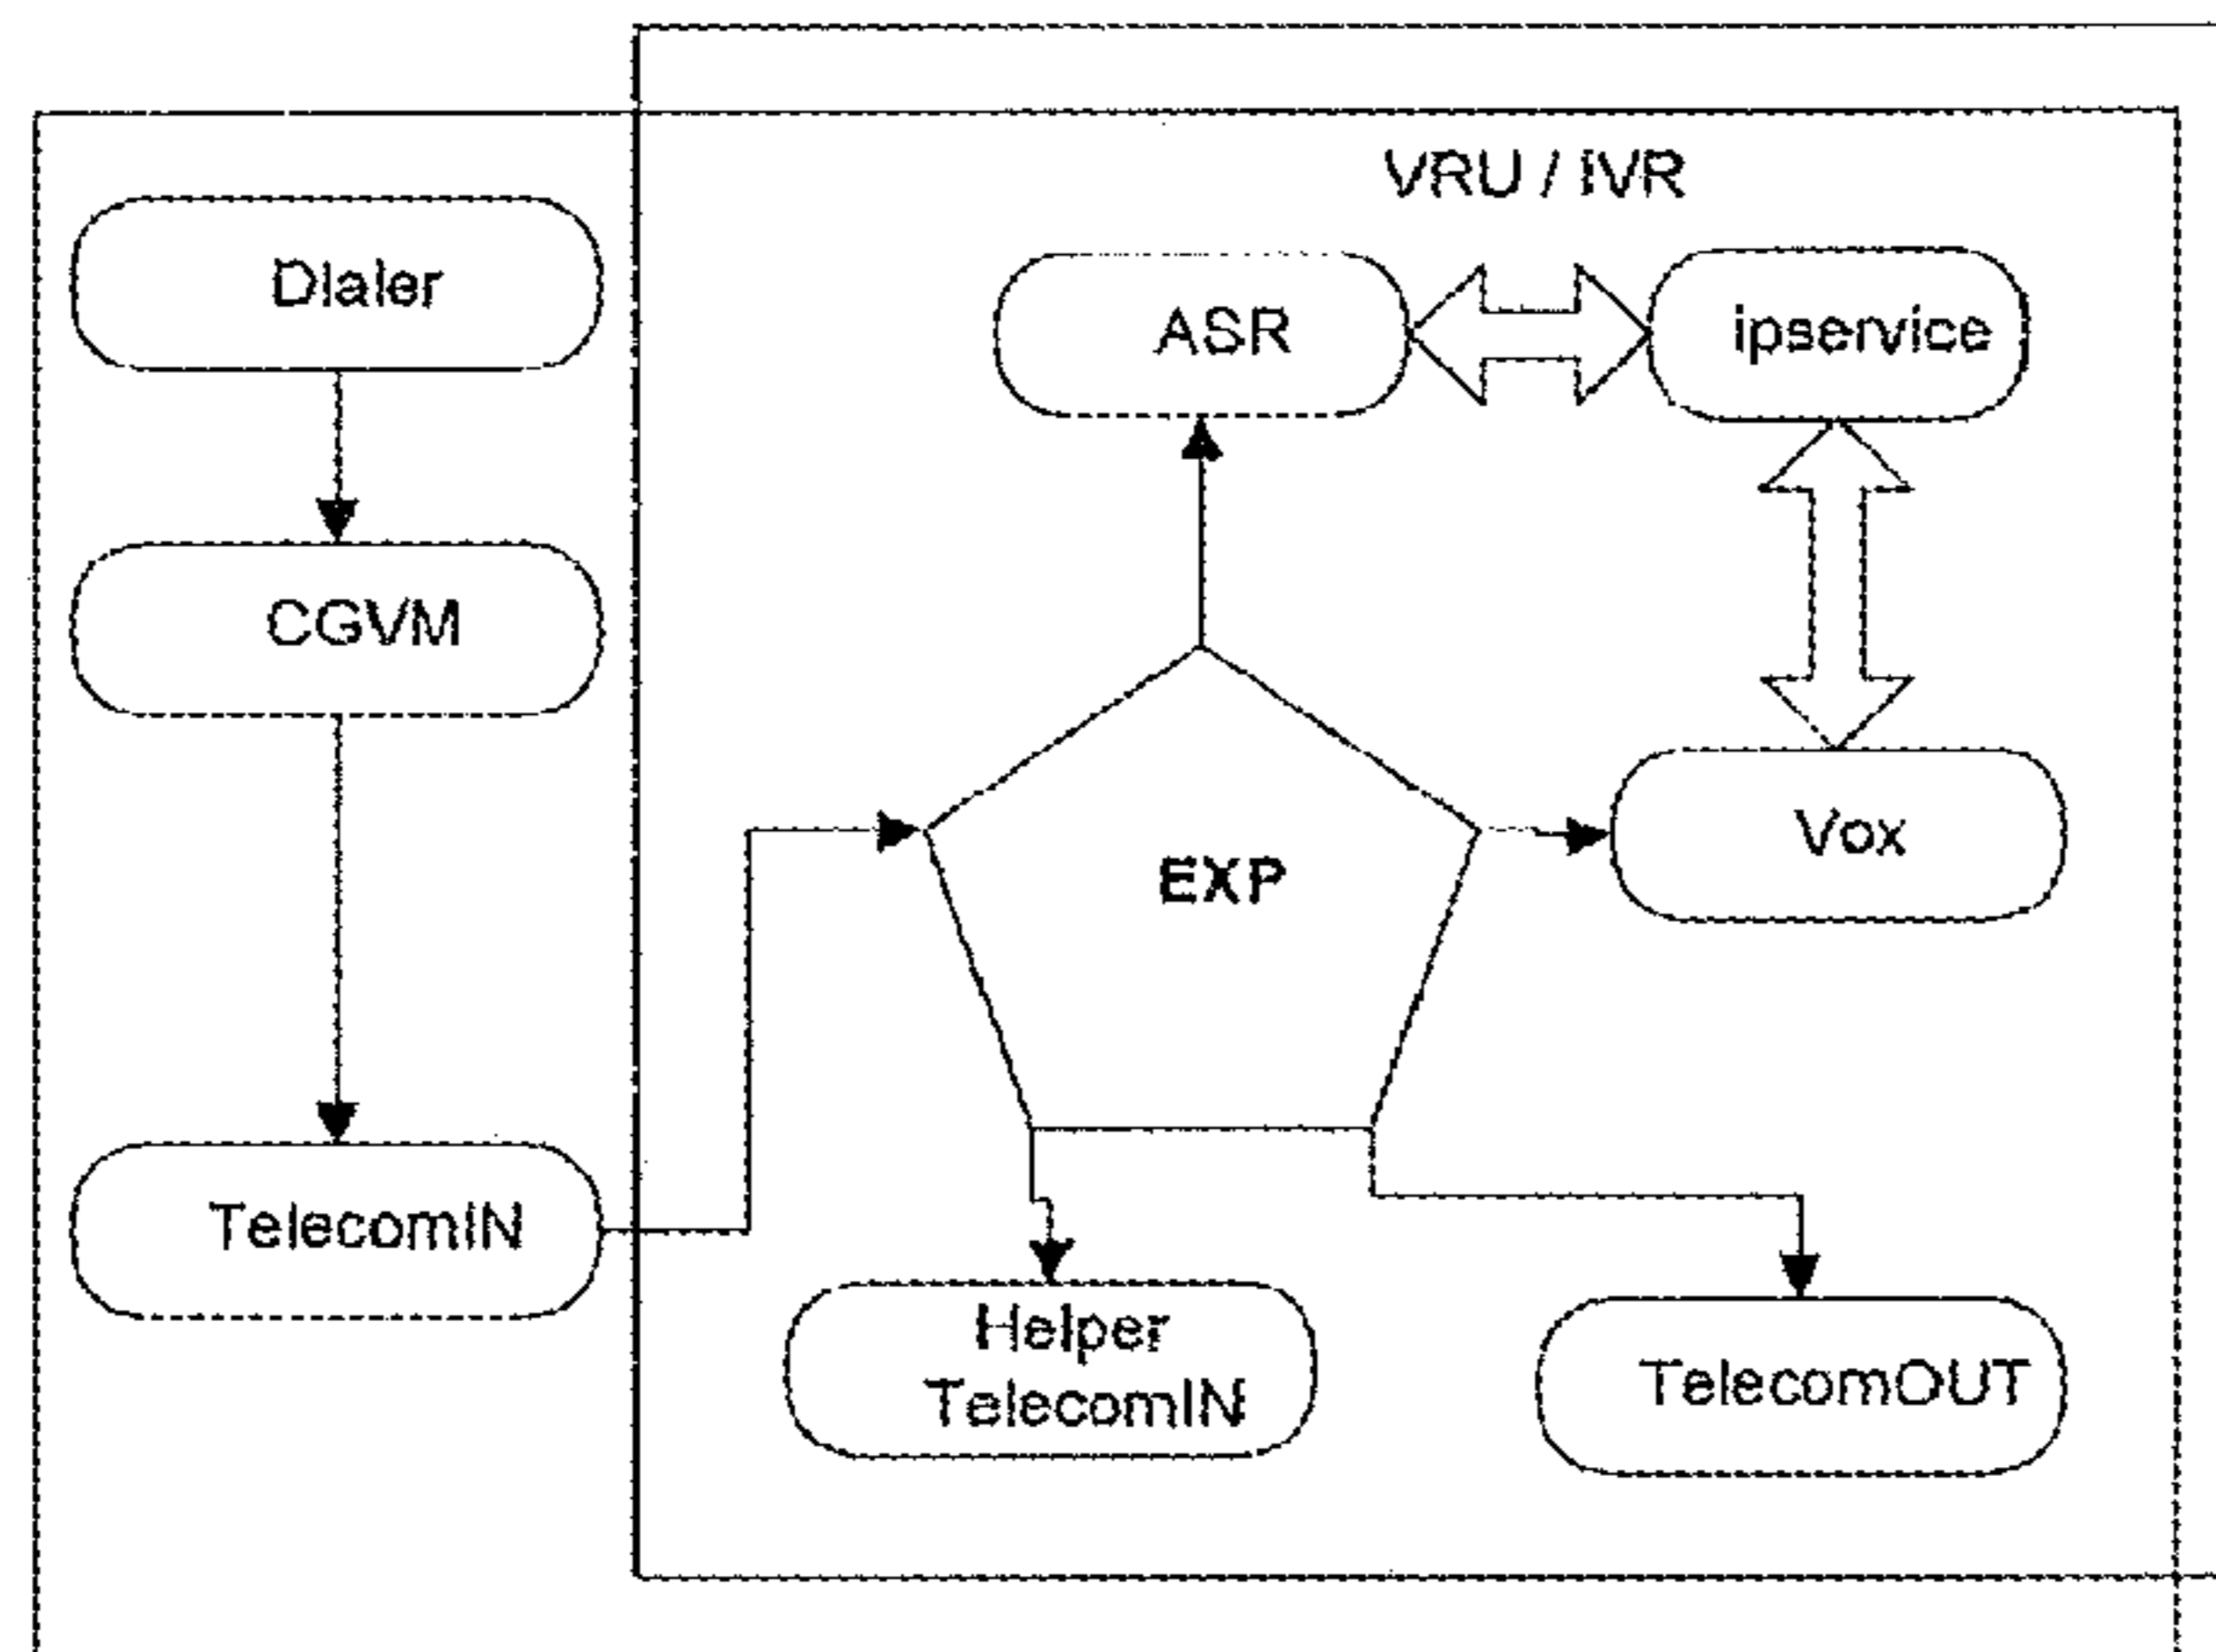 VRU / IVR
Dialer
ASR
ipservice
CGVM
Vox
EXP
TelecomIN
Helper
TelecomIN
TelecomOUT